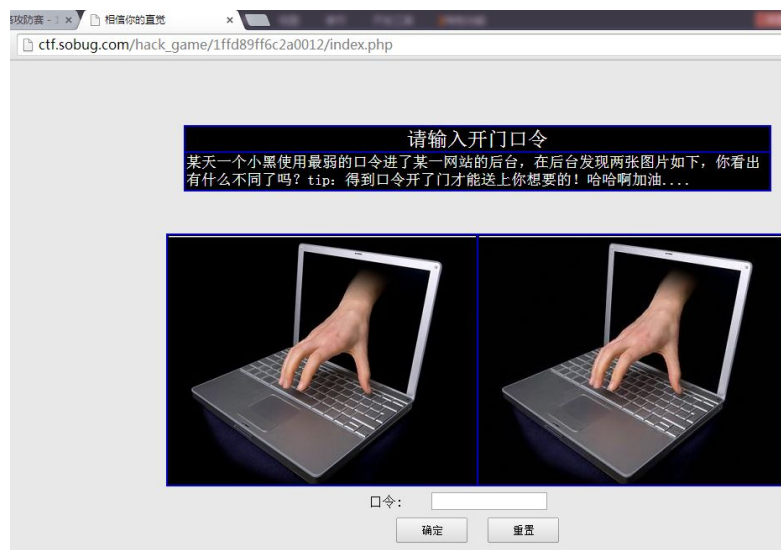 相信你的直觉
ctf.sobug.com/hack_game/1ffd89ff6c2a0012/index.php
请输入开门口令
某天一个小黑使用最弱的口令进了某一网站的后台，在后台发现两张图片如下，你看出
有什么不同了吗？tip：得到口令开了门才能送上你想要的！哈哈啊加油....
口令：
确定 重置